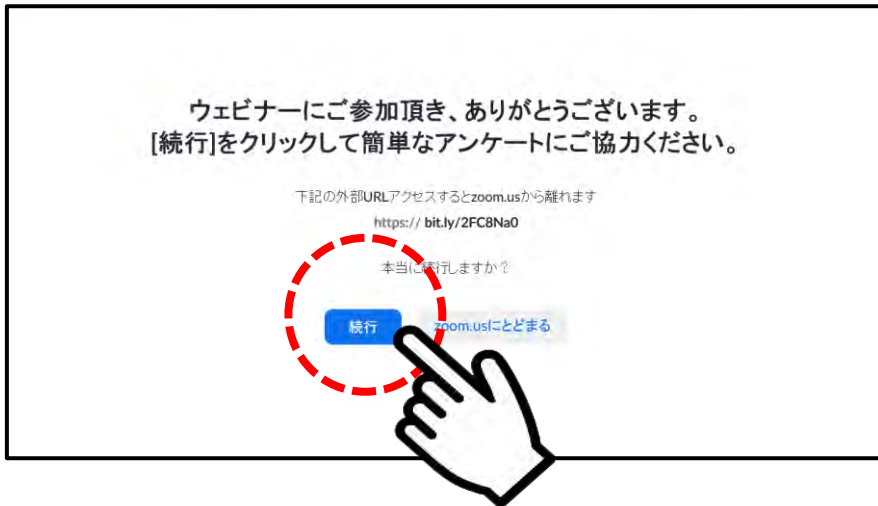 ウェビナーにご参加頂き、ありがとうございます。
[続行]をクリックして簡単なアンケートにご協力ください。
下記の外部URLアクセスするとzoom.usから離れます
https:// bit.ly/2FC8Na0
本当に続行しますか？
続行
zoom.usにとどまる